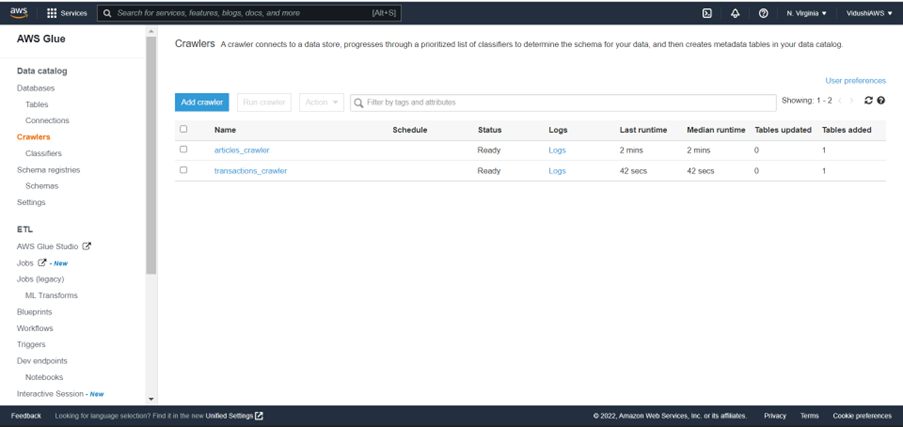 aws
Services
Search for services, features, blogs, docs, and more
[Alt+S]
N. Virginia
VidushiAWS
AWS Glue
Data catalog
Databases
Tables
Connections
Crawlers
Classifiers
Schema registries
Schemas
Settings
ETL
AWS Glue Studio
Jobs - New
Jobs (legacy)
ML Transforms
Blueprints
Workflows
Triggers
Dev endpoints
Notebooks
Interactive Session - New
Crawlers A crawler connects to a data store, progresses through a prioritized list of classifiers to determine the schema for your data, and then creates metadata tables in your data catalog.
User preferences
Add crawler Run crawler Action Filter by tags and attributes Showing: 1 - 2
Name Schedule Status Logs Last runtime Median runtime Tables updated Tables added
articles_crawler Ready Logs 2 mins 2 mins 0 1
transactions_crawler Ready Logs 42 secs 42 secs 0 1
Feedback Looking for language selection? Find it in the new Unified Settings © 2022, Amazon Web Services, Inc. or its affiliates. Privacy Terms Cookie preferences